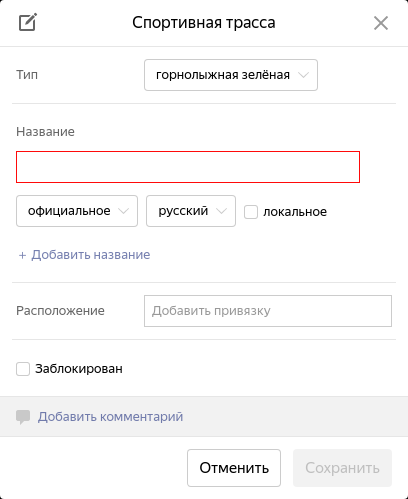 Спортивная трасса
Тип горнолыжная зелёная
Название
официальное русский локальное
+ Добавить название
Расположение Добавить привязку
Заблокирован
Добавить комментарий
Отменить Сохранить